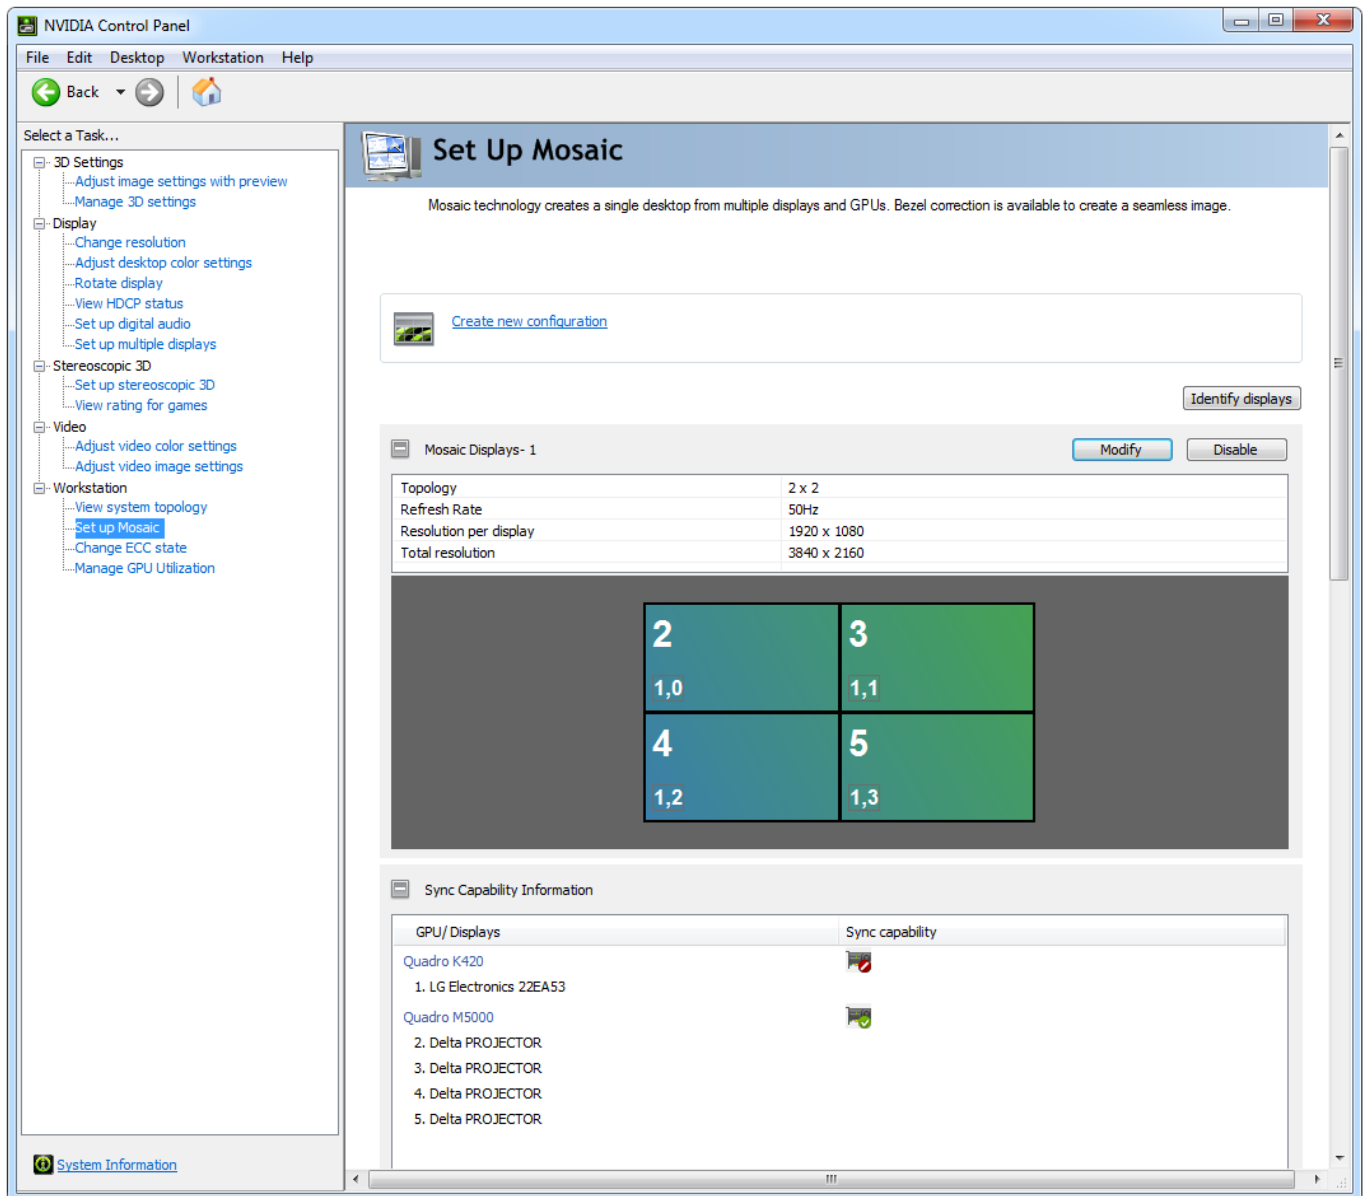 NVIDIA Control Panel
File Edit Desktop Workstation Help
Back
Select a Task...
3D Settings
Adjust image settings with preview
Manage 3D settings
Display
Change resolution
Adjust desktop color settings
Rotate display
View HDCP status
Set up digital audio
Set up multiple displays
Stereoscopic 3D
Set up stereoscopic 3D
View rating for games
Video
Adjust video color settings
Adjust video image settings
Workstation
View system topology
Set up Mosaic
Change ECC state
Manage GPU Utilization
System Information
Set Up Mosaic
Mosaic technology creates a single desktop from multiple displays and GPUs. Bezel correction is available to create a seamless image.
Create new configuration
Identify displays
Mosaic Displays- 1 Modify Disable
Topology 2 x 2
Refresh Rate 50Hz
Resolution per display 1920 x 1080
Total resolution 3840 x 2160
2 3
1,0 1,1
4 5
1,2 1,3
Sync Capability Information
GPU/ Displays Sync capability
Quadro K420
1. LG Electronics 22EA53
Quadro M5000
2. Delta PROJECTOR
3. Delta PROJECTOR
4. Delta PROJECTOR
5. Delta PROJECTOR